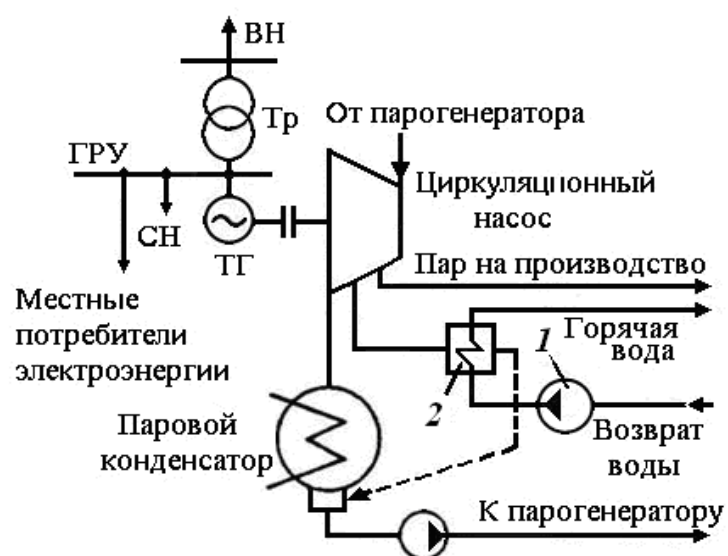 ВН
Тр
От парогенератора
ГРУ
Циркуляционный
насос
СН
ТГ
Пар на производство
Местные
потребители
электроэнергии
Горячая
вода
1
2
Паровой
конденсатор
Возврат
воды
К парогенератору